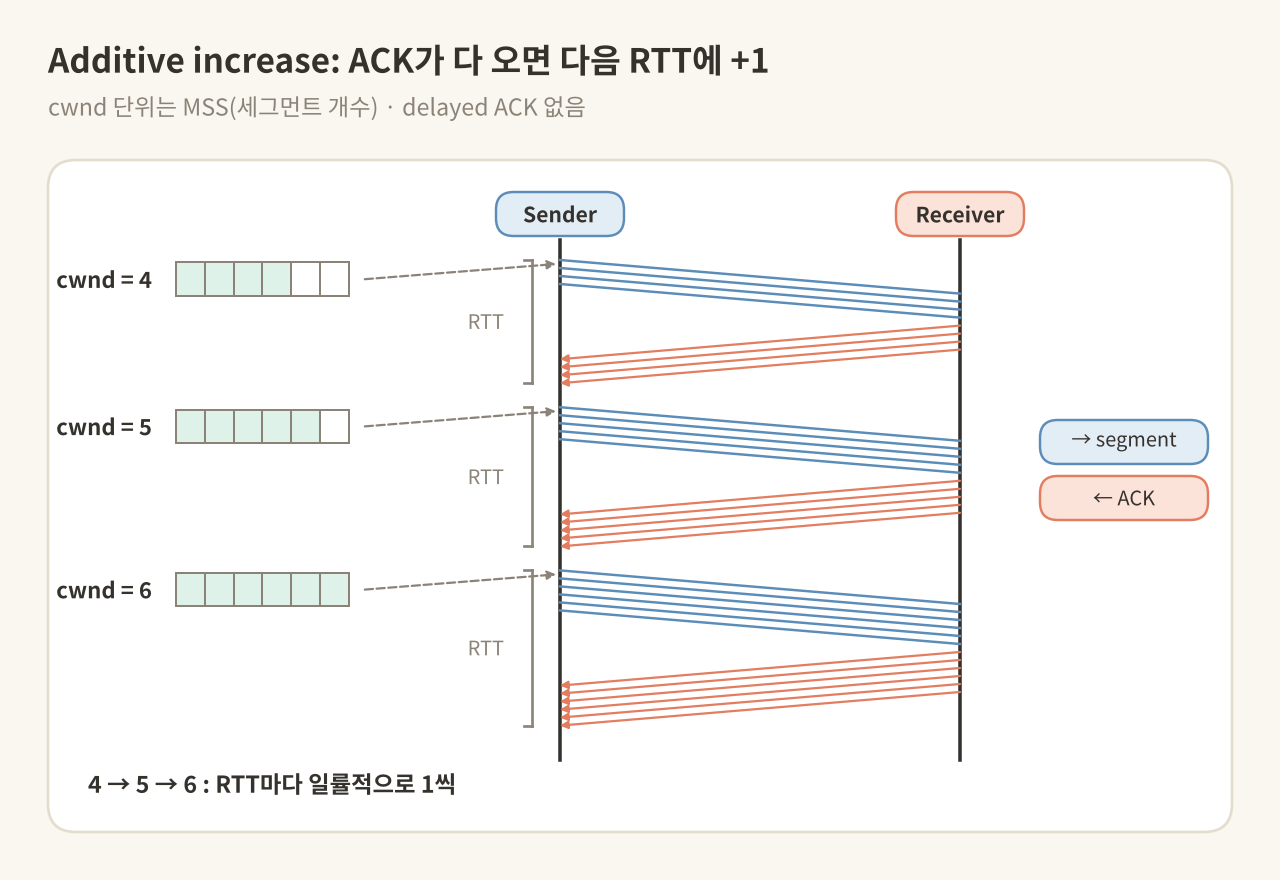 Additive increase: ACK가 다 오면 다음 RTT에 +1
cwnd 단위는 MSS(세그먼트 개수) · delayed ACK 없음
Sender
Receiver
cwnd = 4
RTT
cwnd = 5
RTT
→ segment
← ACK
cwnd = 6
RTT
4 → 5 → 6 : RTT마다 일률적으로 1씩